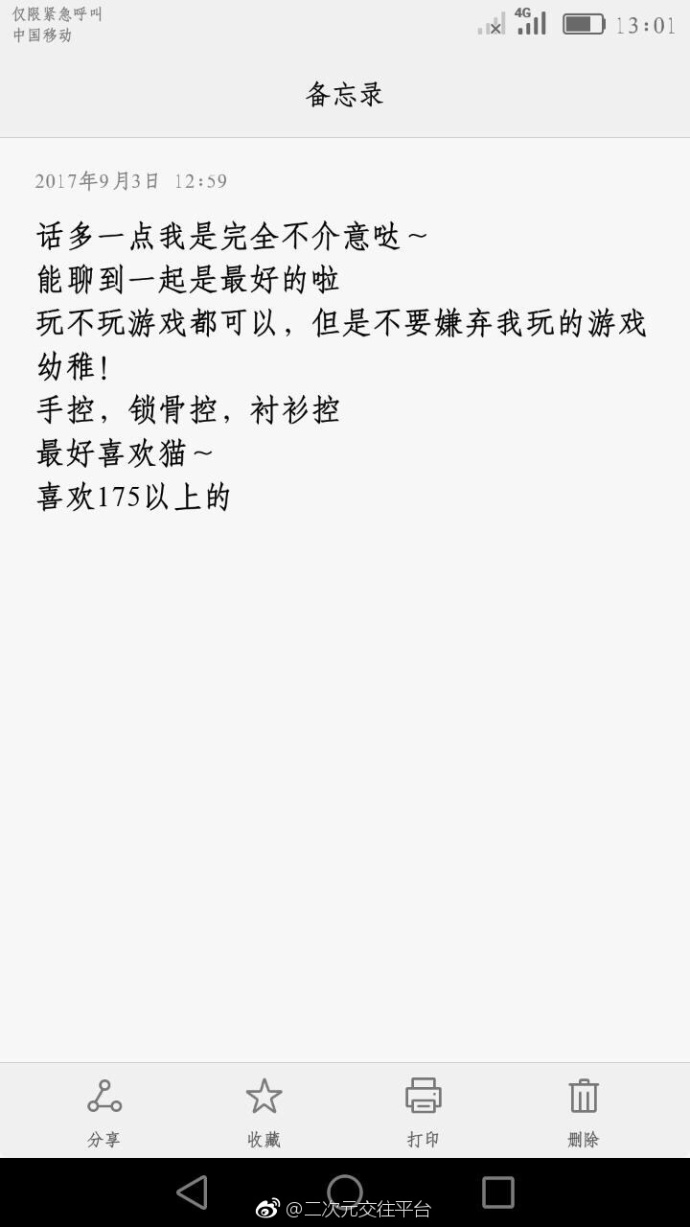 仅限紧急呼叫
中国移动
4G
13:01
备忘录
2017年9月3日 12:59
话多一点我是完全不介意哒～
能聊到一起是最好的啦
玩不玩游戏都可以，但是不要嫌弃我玩的游戏
幼稚！
手控，锁骨控，衬衫控
最好喜欢猫～
喜欢175以上的
分享
收藏
打印
删除
@二次元交往平台